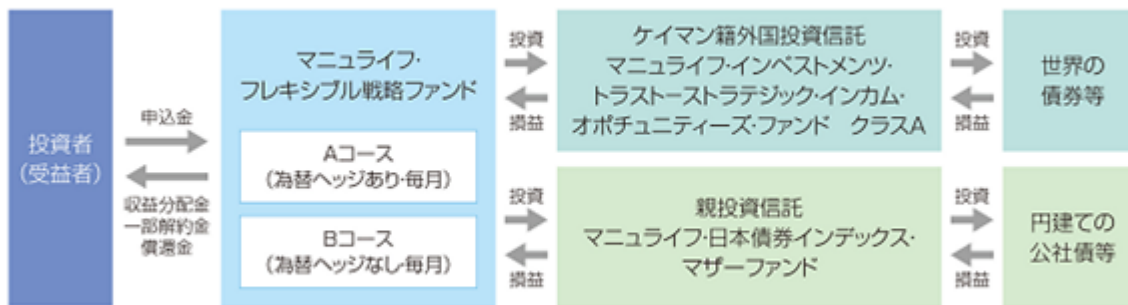 投資者
(受益者)
申込金
収益分配金
一部解約金
償還金
マニュライフ・
フレキシブル戦略ファンド
Aコース
(為替ヘッジあり・毎月)
Bコース
(為替ヘッジなし・毎月)
投資
損益
ケイマン籍外国投資信託
マニュライフ・インベストメンツ・
トラストーストラテジック・インカム・
オポチュニティーズ・ファンド クラスA
投資
損益
世界の
債券等
投資
損益
親投資信託
マニュライフ・日本債券インデックス・
マザーファンド
投資
損益
円建ての
公社債等